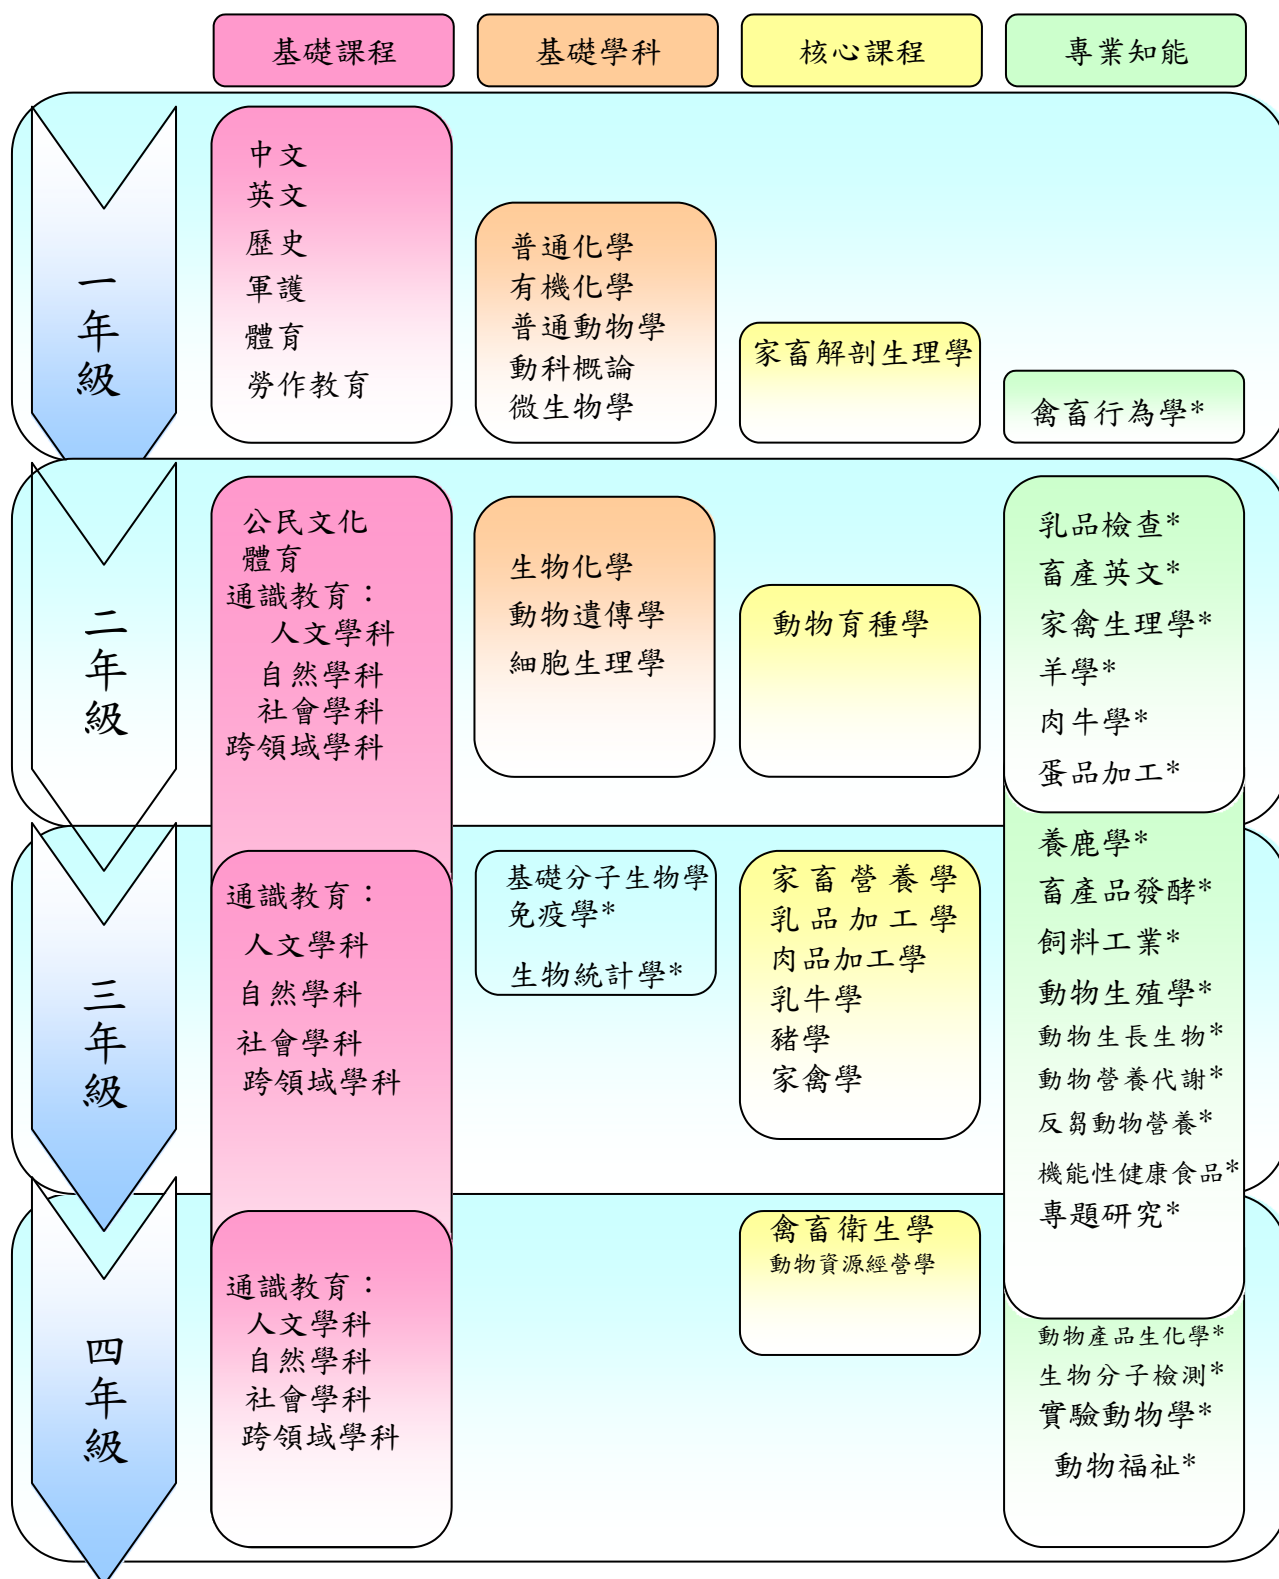 基礎課程
基礎學科
核心課程
專業知能
一年級
中文
英文
歷史
軍護
體育
勞作教育
普通化學
有機化學
普通動物學
動科概論
微生物學
家畜解剖生理學
禽畜行為學*
二年級
公民文化
體育
通識教育：
人文學科
自然學科
社會學科
跨領域學科
生物化學
動物遺傳學
細胞生理學
動物育種學
乳品檢查*
畜產英文*
家禽生理學*
羊學*
肉牛學*
蛋品加工*
三年級
通識教育：
人文學科
自然學科
社會學科
跨領域學科
基礎分子生物學
免疫學*
生物統計學*
家畜營養學
乳品加工學
肉品加工學
乳牛學
豬學
家禽學
養鹿學*
畜產品發酵*
飼料工業*
動物生殖學*
動物生長生物*
動物營養代謝*
反芻動物營養*
機能性健康食品*
專題研究*
四年級
通識教育：
人文學科
自然學科
社會學科
跨領域學科
禽畜衛生學
動物資源經營學
動物產品生化學*
生物分子檢測*
實驗動物學*
動物福祉*